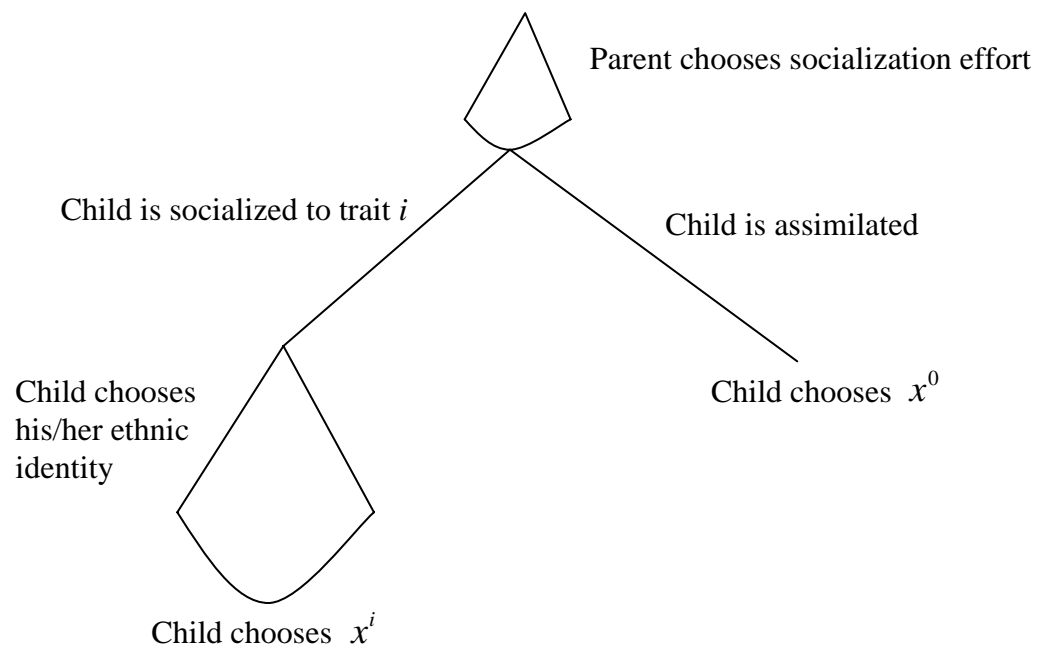 Parent chooses socialization effort
Child is socialized to trait i
Child is assimilated
Child chooses
his/her ethnic
identity
Child chooses x^0
Child chooses x^i